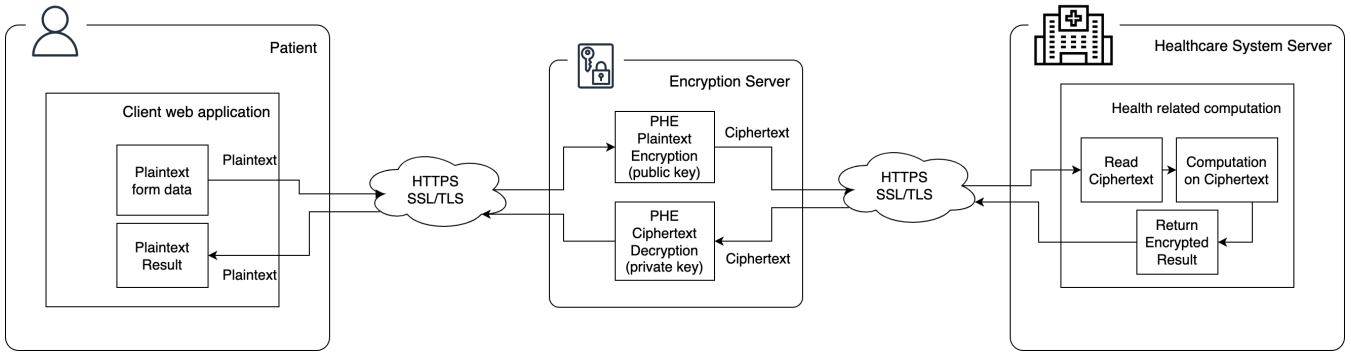 Patient
Client web application
Plaintext
form data
Plaintext
Plaintext
Result
Plaintext
HTTPS
SSL/TLS
Encryption Server
PHE
Plaintext
Encryption
(public key)
Ciphertext
PHE
Ciphertext
Decryption
(private key)
Ciphertext
HTTPS
SSL/TLS
Healthcare System Server
Health related computation
Read
Ciphertext
Computation
on Ciphertext
Return
Encrypted
Result